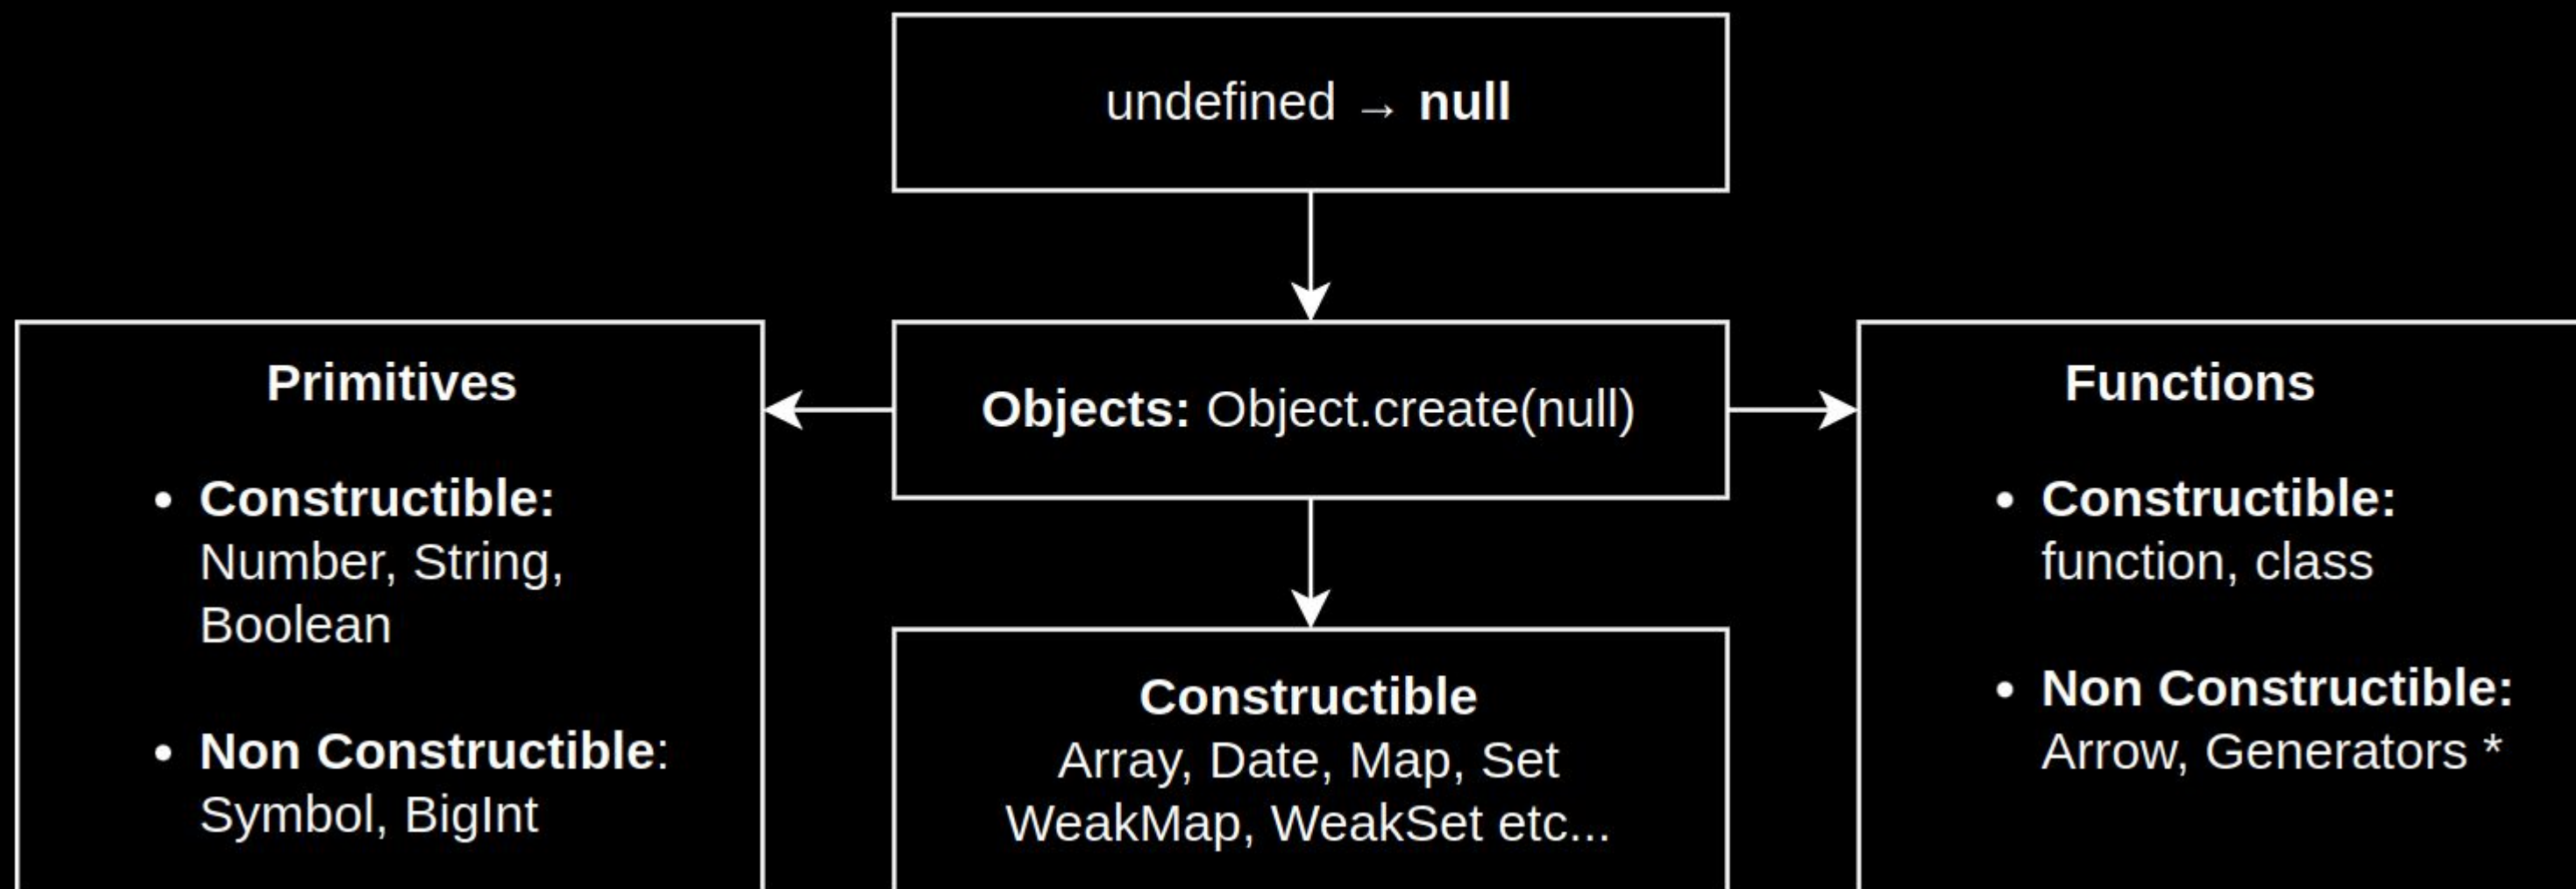 undefined → null
Primitives
• Constructible:
Number, String,
Boolean
• Non Constructible:
Symbol, BigInt
Objects: Object.create(null)
Constructible
Array, Date, Map, Set
WeakMap, WeakSet etc...
Functions
• Constructible:
function, class
• Non Constructible:
Arrow, Generators *